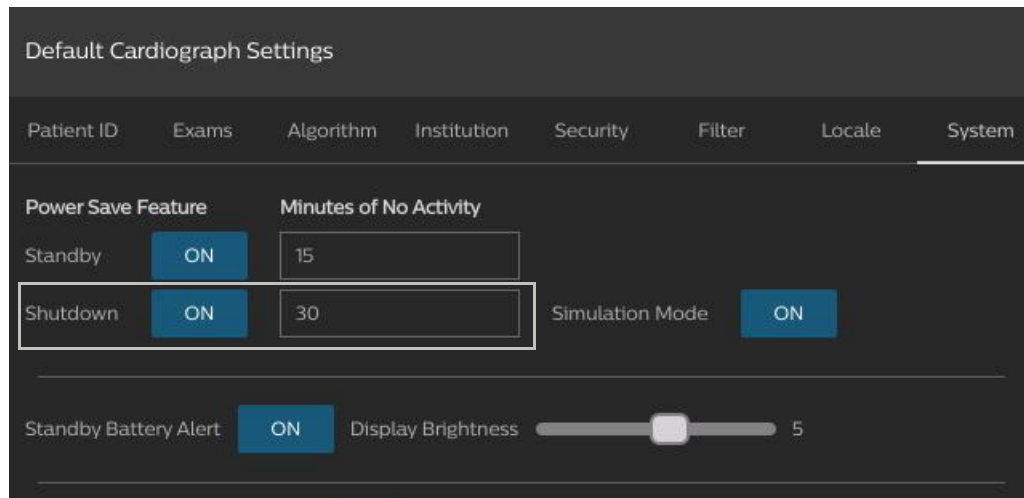 Default Cardiograph Settings
Patient ID Exams Algorithm Institution Security Filter Locale System
Power Save Feature Minutes of No Activity
Standby ON 15
Shutdown ON 30 Simulation Mode ON
Standby Battery Alert ON Display Brightness 5